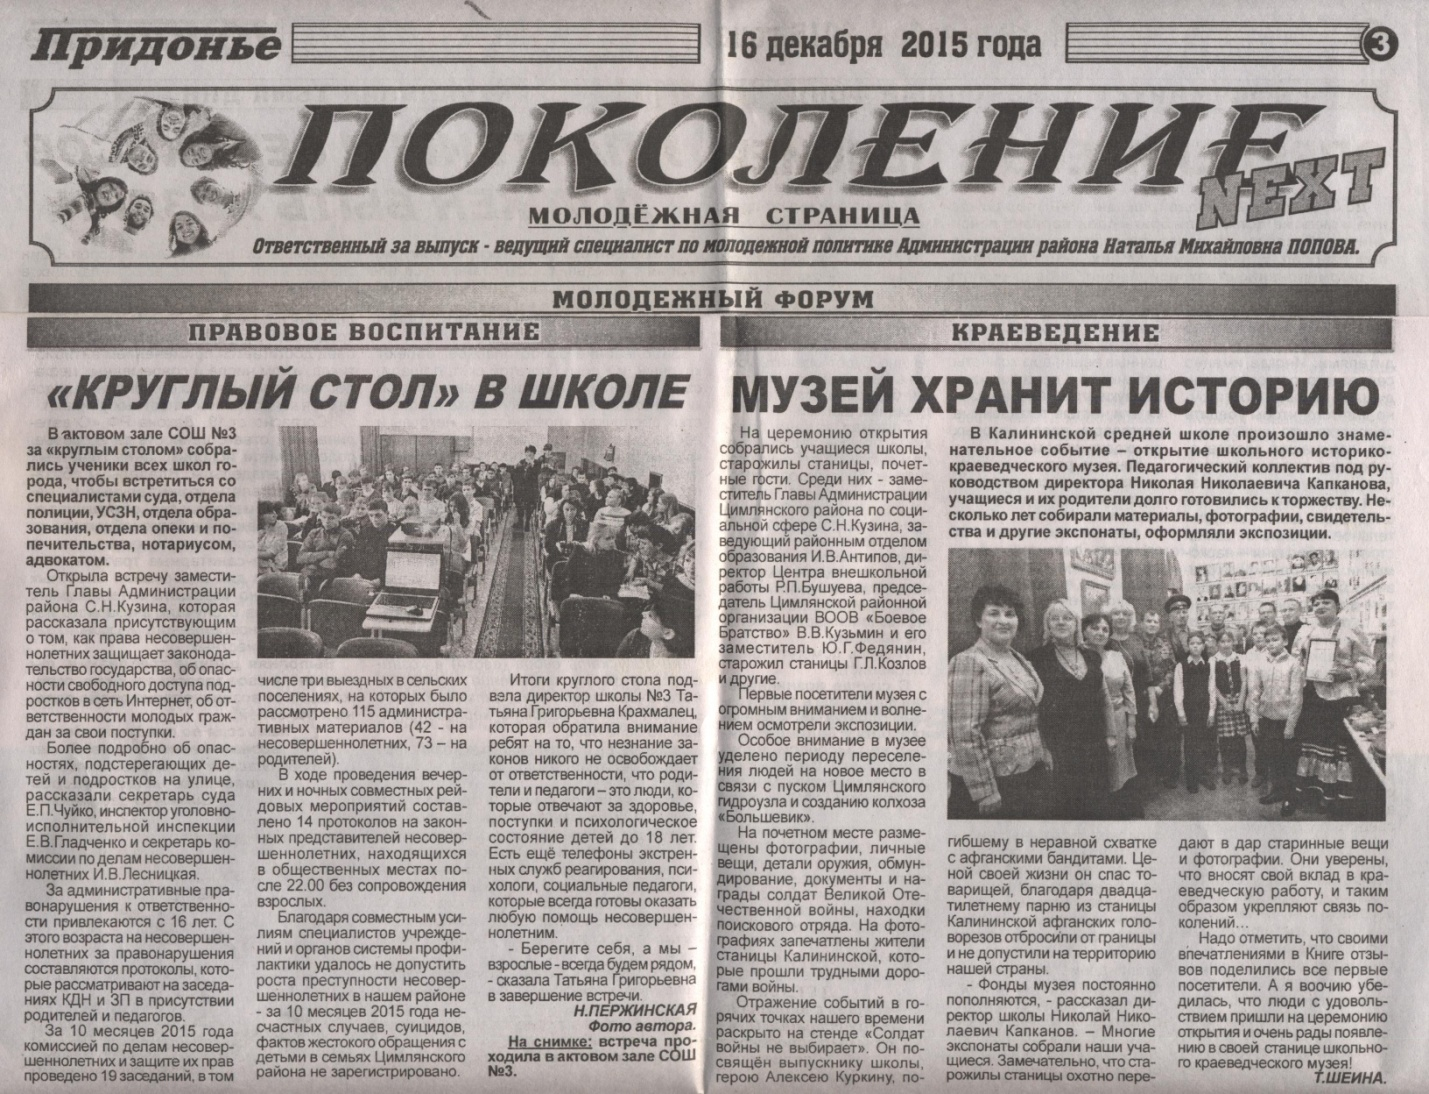 Придонье
16 декабря 2015 года
3
ПОКОЛЕНИЕ
NEXT
МОЛОДЁЖНАЯ СТРАНИЦА
Ответственный за выпуск - ведущий специалист по молодежной политике Администрации района Наталья Михайловна ПОПОВА.
МОЛОДЕЖНЫЙ ФОРУМ
ПРАВОВОЕ ВОСПИТАНИЕ
«КРУГЛЫЙ СТОЛ» В ШКОЛЕ
В актовом зале СОШ №3
за «круглым столом» собра-
лись ученики всех школ го-
рода, чтобы встретиться со
специалистами суда, отдела
полиции, УСЗН, отдела обра-
зования, отдела опеки и по-
печительства, нотариусом,
адвокатом.
Открыла встречу замести-
тель Главы Администрации
района С.Н.Кузина, которая
рассказала присутствующим
о том, как права несовершен-
нолетних защищает законода-
тельство государства, об опас-
ности свободного доступа под-
ростков в сеть Интернет, об от-
ветственности молодых граж-
дан за свои поступки.
Более подробно об опас-
ностях, подстерегающих де-
тей и подростков на улице,
рассказали секретарь суда
Е.П.Чуйко, инспектор уголовно-
исполнительной инспекции
Е.В.Гладченко и секретарь ко-
миссии по делам несовершен-
нолетних И.В.Лесницкая.
За административные пра-
вонарушения к ответственно-
сти привлекаются с 16 лет. С
этого возраста на несовершен-
нолетних за правонарушения
составляются протоколы, кото-
рые рассматривают на заседа-
ниях КДН и ЗП в присутствии
родителей и педагогов.
За 10 месяцев 2015 года
комиссией по делам несовер-
шеннолетних и защите их прав
проведено 19 заседаний, в том
числе три выездных в сельских
поселениях, на которых было
рассмотрено 115 администра-
тивных материалов (42 - на
несовершеннолетних, 73 – на
родителей).
В ходе проведения вечер-
них и ночных совместных рей-
довых мероприятий состав-
лено 14 протоколов на закон-
ных представителей несовер-
шеннолетних, находящихся
в общественных местах по-
сле 22.00 без сопровождения
взрослых.
Благодаря совместным уси-
лиям специалистов учрежде-
ний и органов системы профи-
лактики удалось не допустить
роста преступности несовер-
шеннолетних в нашем районе
- за 10 месяцев 2015 года не-
счастных случаев, суицидов,
фактов жестокого обращения с
детьми в семьях Цимлянского
района не зарегистрировано.
Итоги круглого стола под-
вела директор школы №3 Та-
тьяна Григорьевна Крахмалец,
которая обратила внимание
ребят на то, что незнание за-
конов никого не освобождает
от ответственности, что роди-
тели и педагоги – это люди, ко-
торые отвечают за здоровье,
поступки и психологическое
состояние детей до 18 лет.
Есть ещё телефоны экстрен-
ных служб реагирования, пси-
хологи, социальные педагоги,
которые всегда готовы оказать
любую помощь несовершен-
нолетним.
- Берегите себя, а мы –
взрослые - всегда будем рядом,
- сказала Татьяна Григорьевна
в завершение встречи.
Н.ПЕРЖИНСКАЯ
Фото автора.
На снимке: встреча про-
ходила в актовом зале СОШ
№3.
КРАЕВЕДЕНИЕ
МУЗЕЙ ХРАНИТ ИСТОРИЮ
В Калининской средней школе произошло знаме-
нательное событие – открытие школьного историко-
краеведческого музея. Педагогический коллектив под ру-
ководством директора Николая Николаевича Капканова,
учащиеся и их родители долго готовились к торжеству. Не-
сколько лет собирали материалы, фотографии, свидетель-
ства и другие экспонаты, оформляли экспозиции.
На церемонию открытия
собрались учащиеся школы,
старожилы станицы, почет-
ные гости. Среди них - заме-
ститель Главы Администрации
Цимлянского района по соци-
альной сфере С.Н.Кузина, за-
ведующий районным отделом
образования И.В.Антипов, ди-
ректор Центра внешкольной
работы Р.П.Бушуева, предсе-
датель Цимлянской районной
организации ВООВ «Боевое
Братство» В.В.Кузьмин и его
заместитель Ю.Г.Федянин,
старожил станицы Г.Л.Козлов
и другие.
Первые посетители музея с
огромным вниманием и волне-
нием осмотрели экспозиции.
Особое внимание в музее
уделено периоду переселе-
ния людей на новое место в
связи с пуском Цимлянского
гидроузла и созданию колхоза
«Большевик».
На почетном месте разме-
щены фотографии, личные
вещи, детали оружия, обмун-
дирование, документы и на-
грады солдат Великой Оте-
чественной войны, находки
поискового отряда. На фо-
тографиях запечатлены жители
станицы Калининской, кото-
рые прошли трудными доро-
гами войны.
Отражение событий в го-
рячих точках нашего времени
раскрыто на стенде «Солдат
войны не выбирает». Он по-
священ выпускнику школы,
герою Алексею Куркину, по-
гибшему в неравной схватке
с афганскими бандитами. Це-
ной своей жизни он спас то-
варищей, благодаря двадца-
тилетнему парню из станицы
Калининской афганских голо-
ворезов отбросили от границы
и не допустили на территорию
нашей страны.
- Фонды музея постоянно
пополняются, - рассказал ди-
ректор школы Николай Нико-
лаевич Капканов. – Многие
экспонаты собрали наши уча-
щиеся. Замечательно, что ста-
рожилы станицы охотно пере-
дают в дар старинные вещи
и фотографии. Они уверены,
что вносят свой вклад в кра-
еведческую работу, и таким
образом укрепляют связь по-
колений...
Надо отметить, что своими
впечатлениями в Книге отзы-
вов поделились все первые
посетители. А я воочию убе-
дилась, что люди с удоволь-
ствием пришли на церемонию
открытия и очень рады появле-
нию в своей станице школьно-
го краеведческого музея!
Т.ШЕИНА.